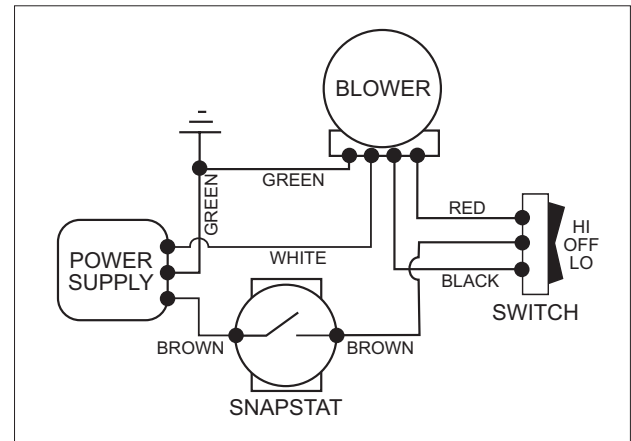 BLOWER
GREEN
GREEN
RED
HI
OFF
LO
WHITE
POWER
SUPPLY
BLACK
SWITCH
BROWN
BROWN
SNAPSTAT